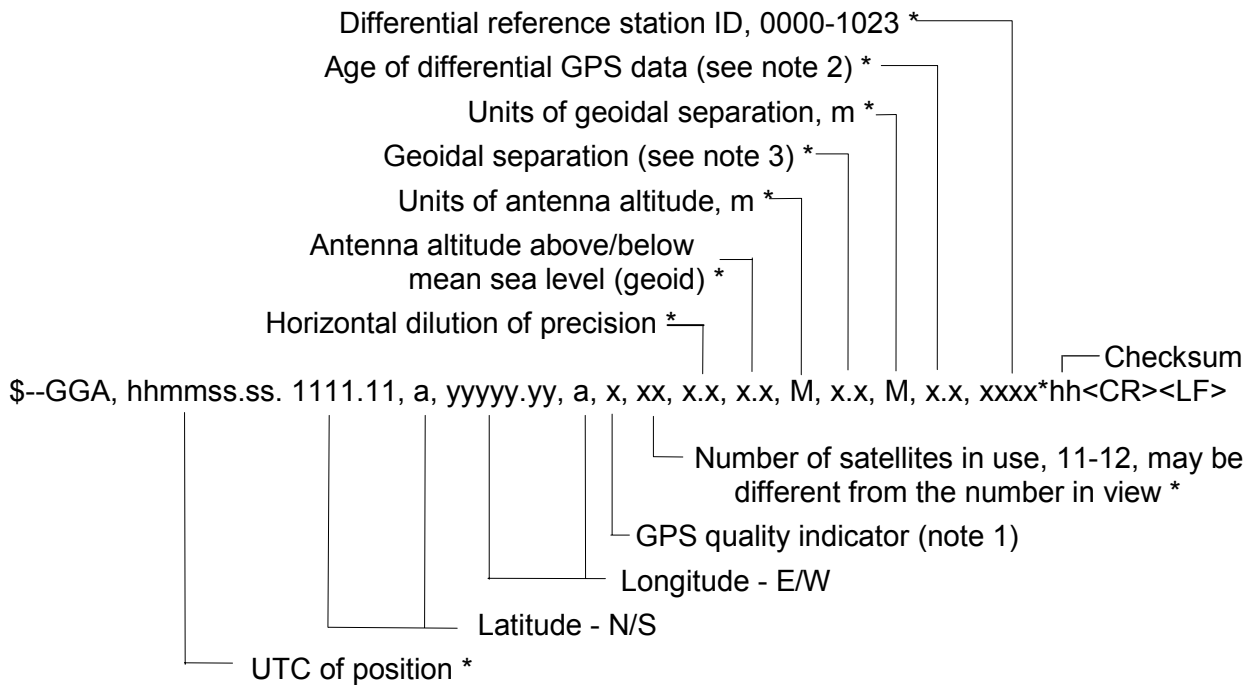 Differential reference station ID, 0000-1023 *
Age of differential GPS data (see note 2) *
Units of geoidal separation, m *
Geoidal separation (see note 3) *
Units of antenna altitude, m *
Antenna altitude above/below
mean sea level (geoid) *
Horizontal dilution of precision *
Checksum
$--GGA, hhmmss.ss. 1111.11, a, yyyyy.yy, a, x, xx, x.x, x.x, M, x.x, M, x.x, xxxx*hh<CR><LF>
Number of satellites in use, 11-12, may be
different from the number in view *
GPS quality indicator (note 1)
Longitude - E/W
Latitude - N/S
UTC of position *